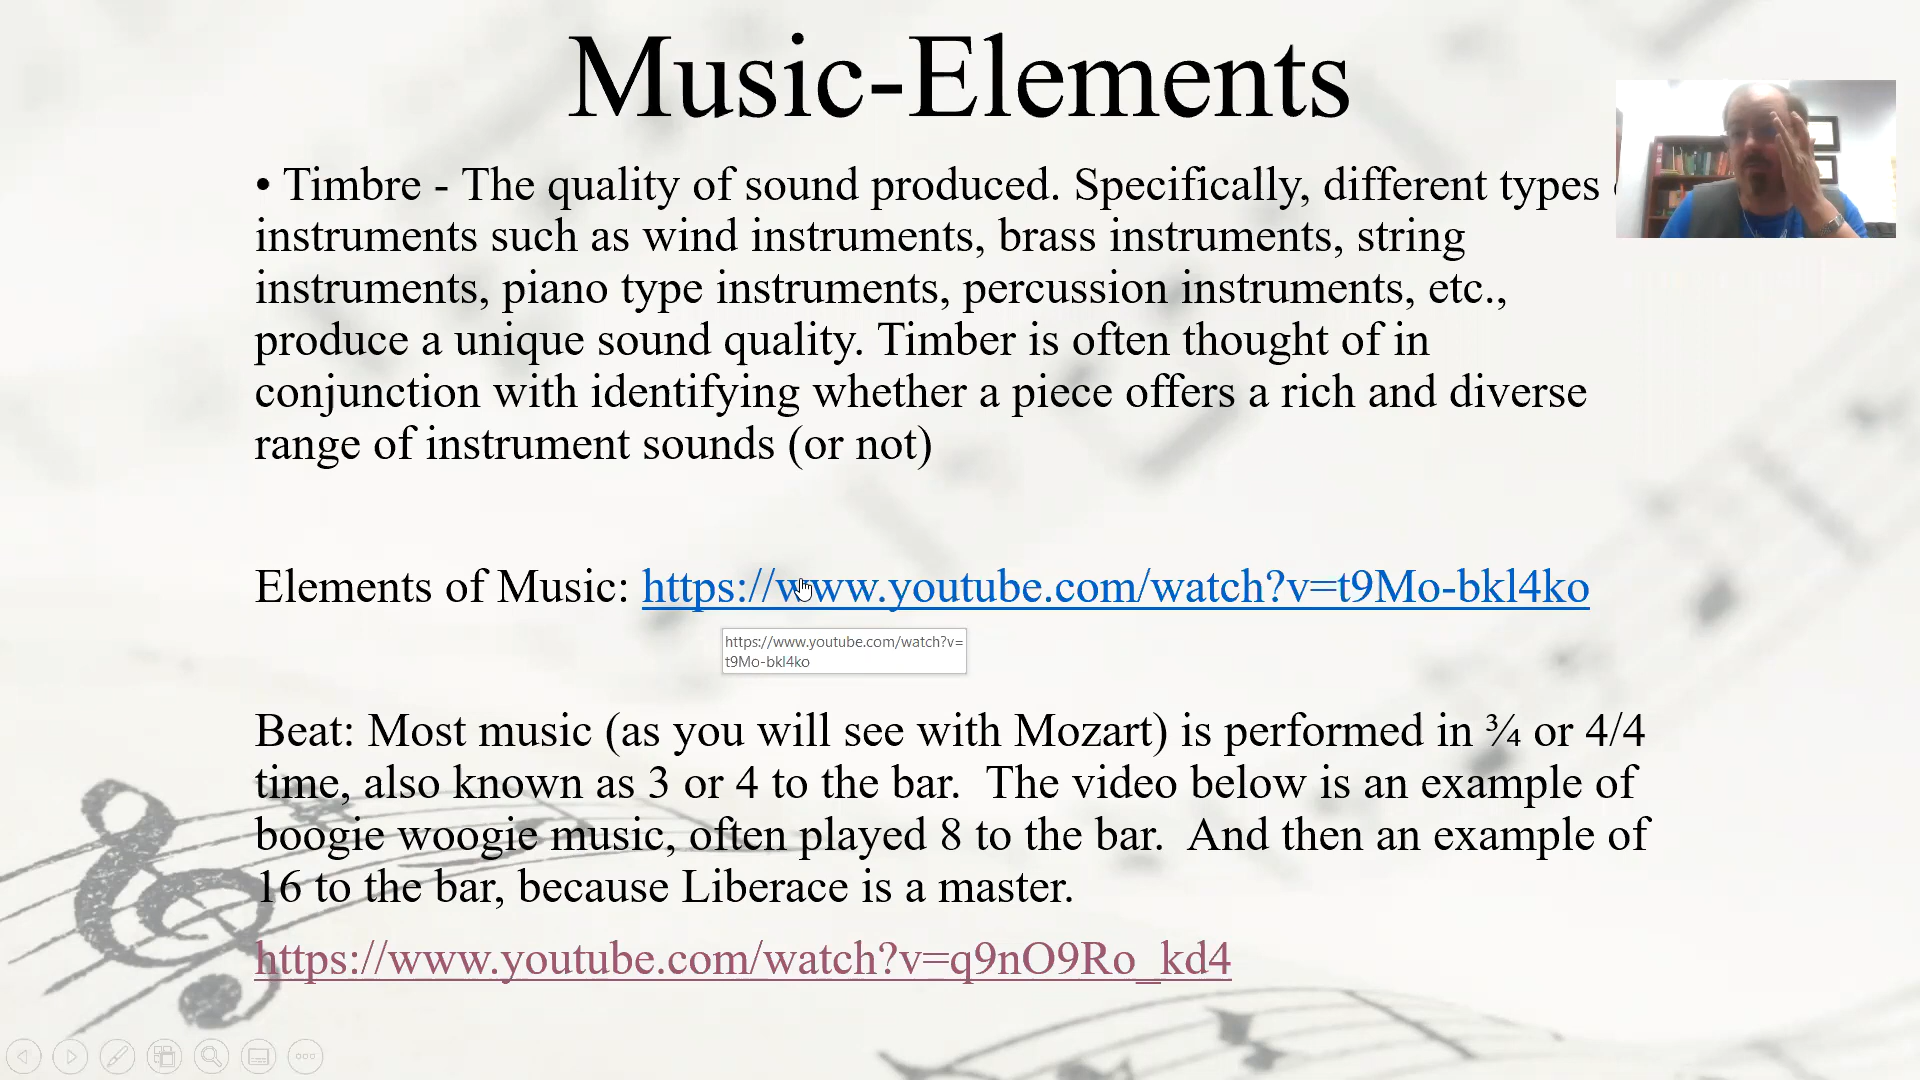 Music-Elements
• Timbre - The quality of sound produced. Specifically, different types
instruments such as wind instruments, brass instruments, string
instruments, piano type instruments, percussion instruments, etc.,
produce a unique sound quality. Timber is often thought of in
conjunction with identifying whether a piece offers a rich and diverse
range of instrument sounds (or not)
Elements of Music: https://www.youtube.com/watch?v=t9Mo-bkl4ko
https://www.youtube.com/watch?v=
t9Mo-bkl4ko
Beat: Most music (as you will see with Mozart) is performed in ¾ or 4/4
time, also known as 3 or 4 to the bar.  The video below is an example of
boogie woogie music, often played 8 to the bar.  And then an example of
16 to the bar, because Liberace is a master.
https://www.youtube.com/watch?v=q9nO9Ro_kd4